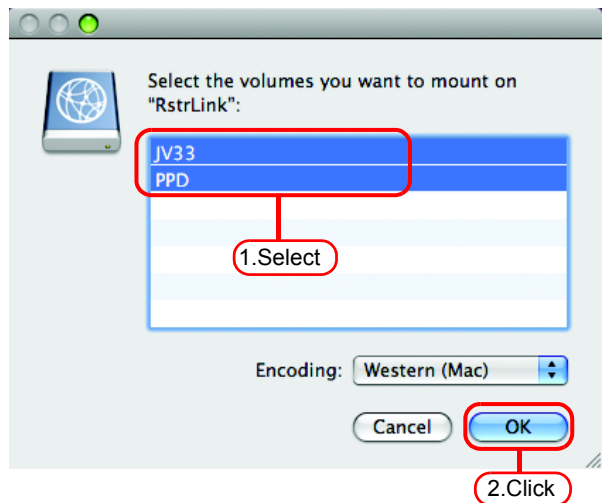 Select the volumes you want to mount on
“RstrLink”:
JV33
PPD
1.Select
Encoding: Western (Mac)
Cancel OK
2.Click